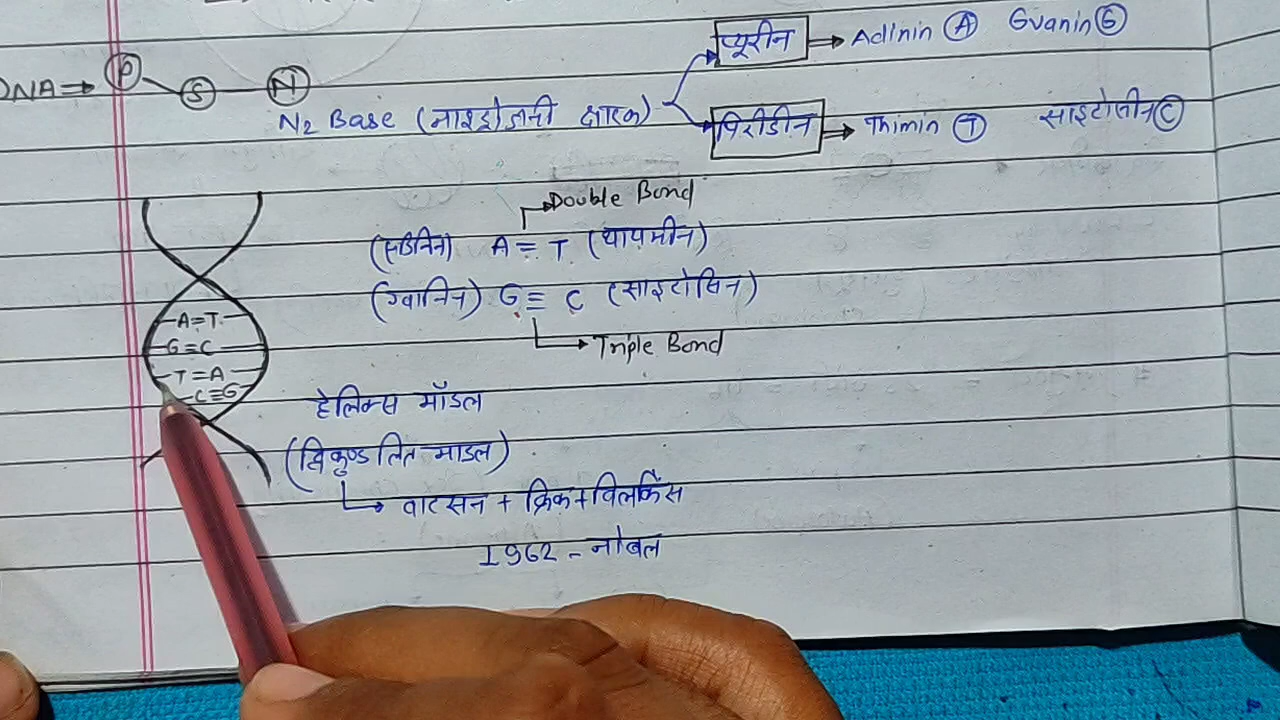 प्यूरीन → Adinin (A) Guanin (G)
DNA ⇒ (P) (S) (N)
N2 Base (नाइट्रोजनी क्षारक)
पिरीडीन → Thimin (T) साइटोसीन (C)
Double Bond
(एडिनिन) A = T (थायमीन)
(ग्वानिन) G ≡ C (साइटोसिन)
Triple Bond
A=T
G=C
T=A
C≡G
हेलिक्स मॉडल
(द्विकुण्डलित माडल)
वाटसन + क्रिक + विलकिंस
1962 - नोबल